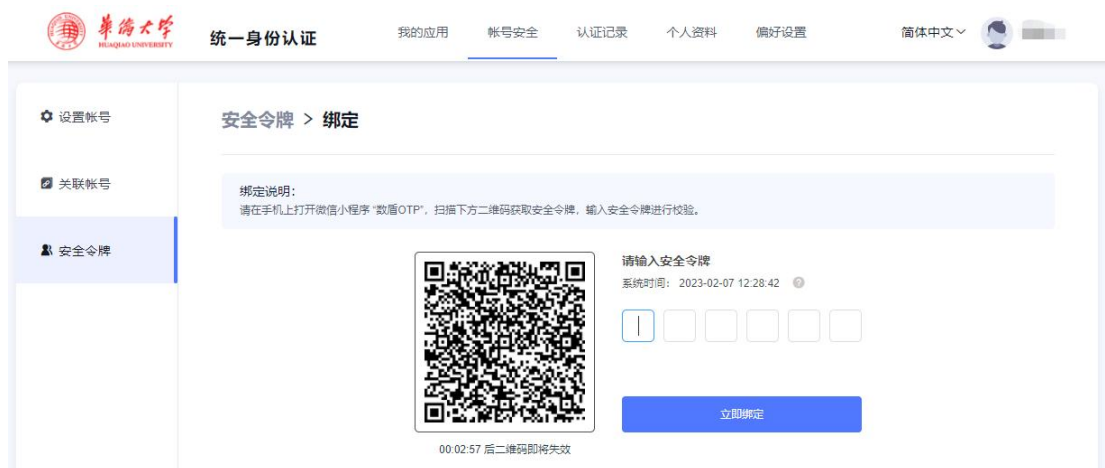 華僑大學
HUAQIAO UNIVERSITY
统一身份认证
我的应用
帐号安全
认证记录
个人资料
偏好设置
简体中文
设置帐号
关联帐号
安全令牌
安全令牌 > 绑定
绑定说明：
请在手机上打开微信小程序 “数盾OTP”，扫描下方二维码获取安全令牌，输入安全令牌进行校验。
请输入安全令牌
系统时间： 2023-02-07 12:28:42
立即绑定
00:02:57 后二维码即将失效